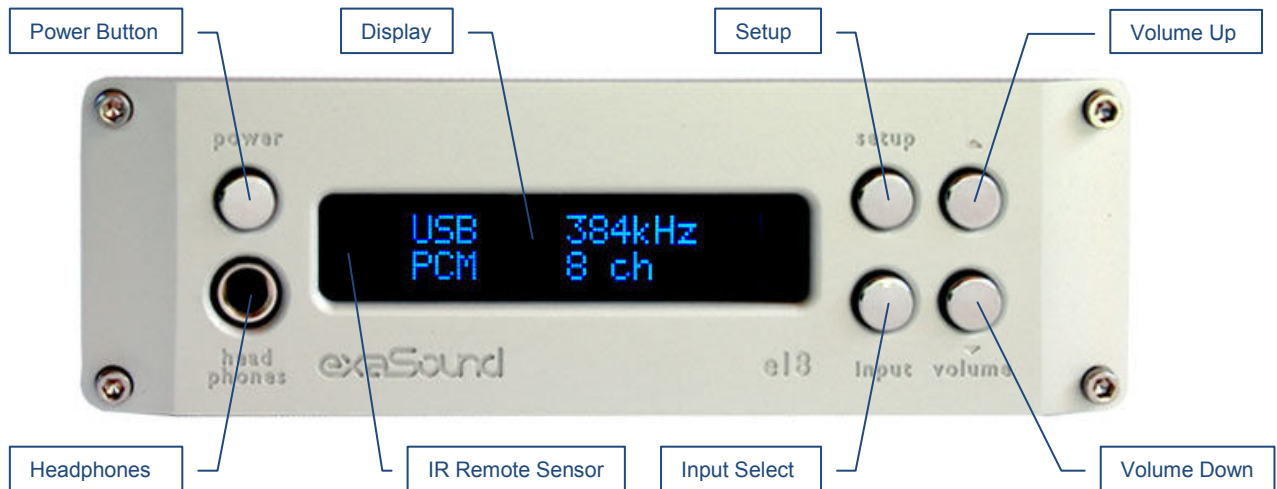 Power Button
Display
Setup
Volume Up
power
setup
USB 384kHz
PCM 8 ch
head
phones
exaSound
e18
Input
volume
Headphones
IR Remote Sensor
Input Select
Volume Down